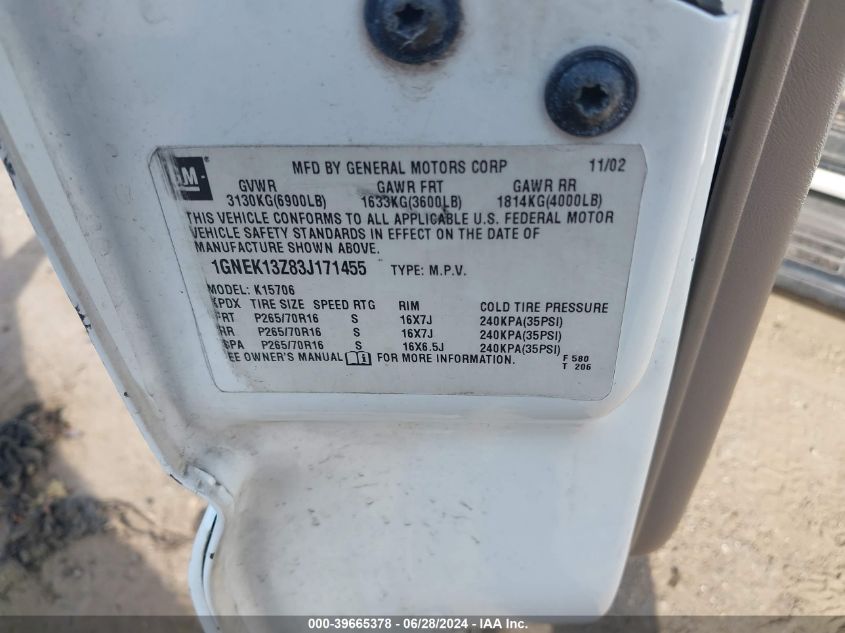 GM MFD BY GENERAL MOTORS CORP 11/02
GVWR GAWR FRT GAWR RR
3130KG(6900LB) 1633KG(3600LB) 1814KG(4000LB)
THIS VEHICLE CONFORMS TO ALL APPLICABLE U.S. FEDERAL MOTOR
VEHICLE SAFETY STANDARDS IN EFFECT ON THE DATE OF
MANUFACTURE SHOWN ABOVE.
1GNEK13Z83J171455 TYPE: M.P.V.
MODEL: K15706
KPDX TIRE SIZE SPEED RTG RIM COLD TIRE PRESSURE
FRT P265/70R16 S 16X7J 240KPA(35PSI)
RR P265/70R16 S 16X7J 240KPA(35PSI)
SPA P265/70R16 S 16X6.5J 240KPA(35PSI)
SEE OWNER'S MANUAL FOR MORE INFORMATION.
F 580
T 206
000-39665378 - 06/28/2024 - IAA Inc.